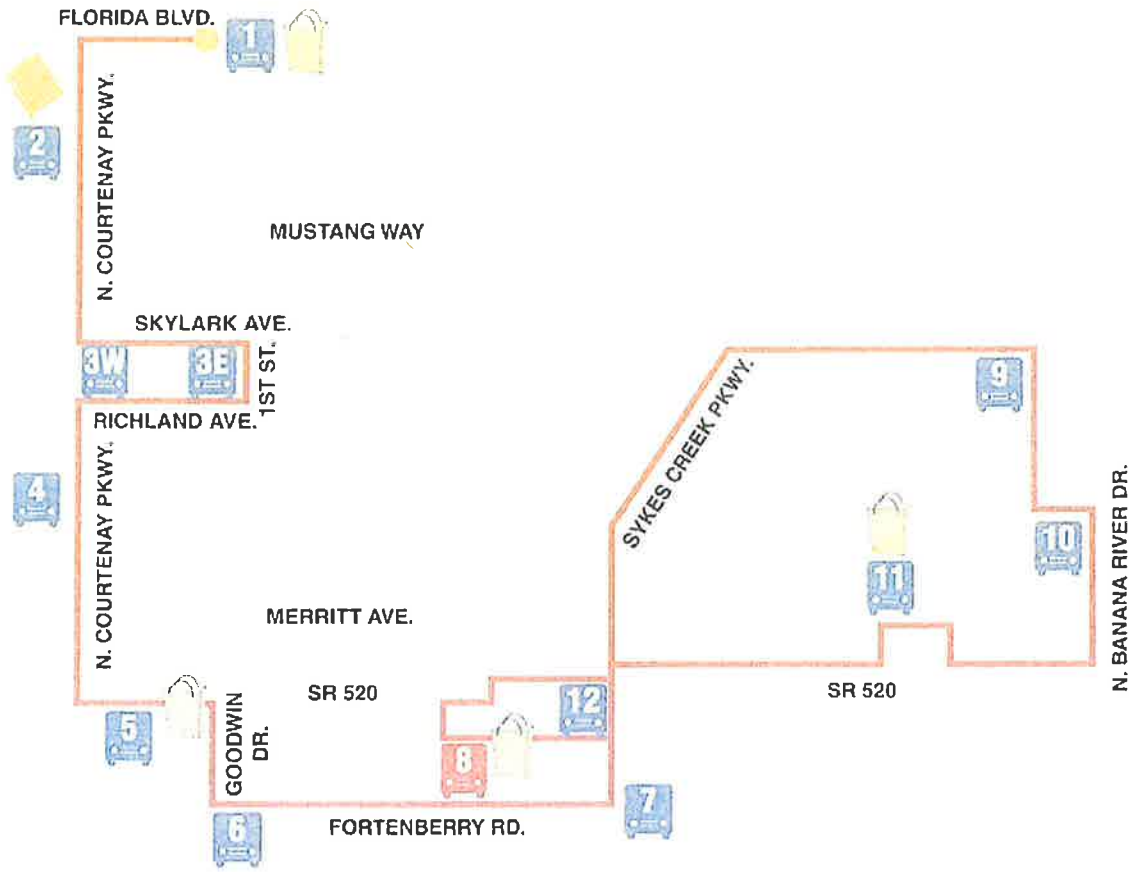 FLORIDA BLVD.
1
2
N. COURTENAY PKWY.
MUSTANG WAY
SKYLARK AVE.
3W
3E
1ST ST.
RICHLAND AVE.
4
N. COURTENAY PKWY.
SYKES CREEK PKWY.
9
10
11
N. BANANA RIVER DR.
MERRITT AVE.
SR 520
12
SR 520
5
GOODWIN
DR.
8
7
6
FORTENBERRY RD.